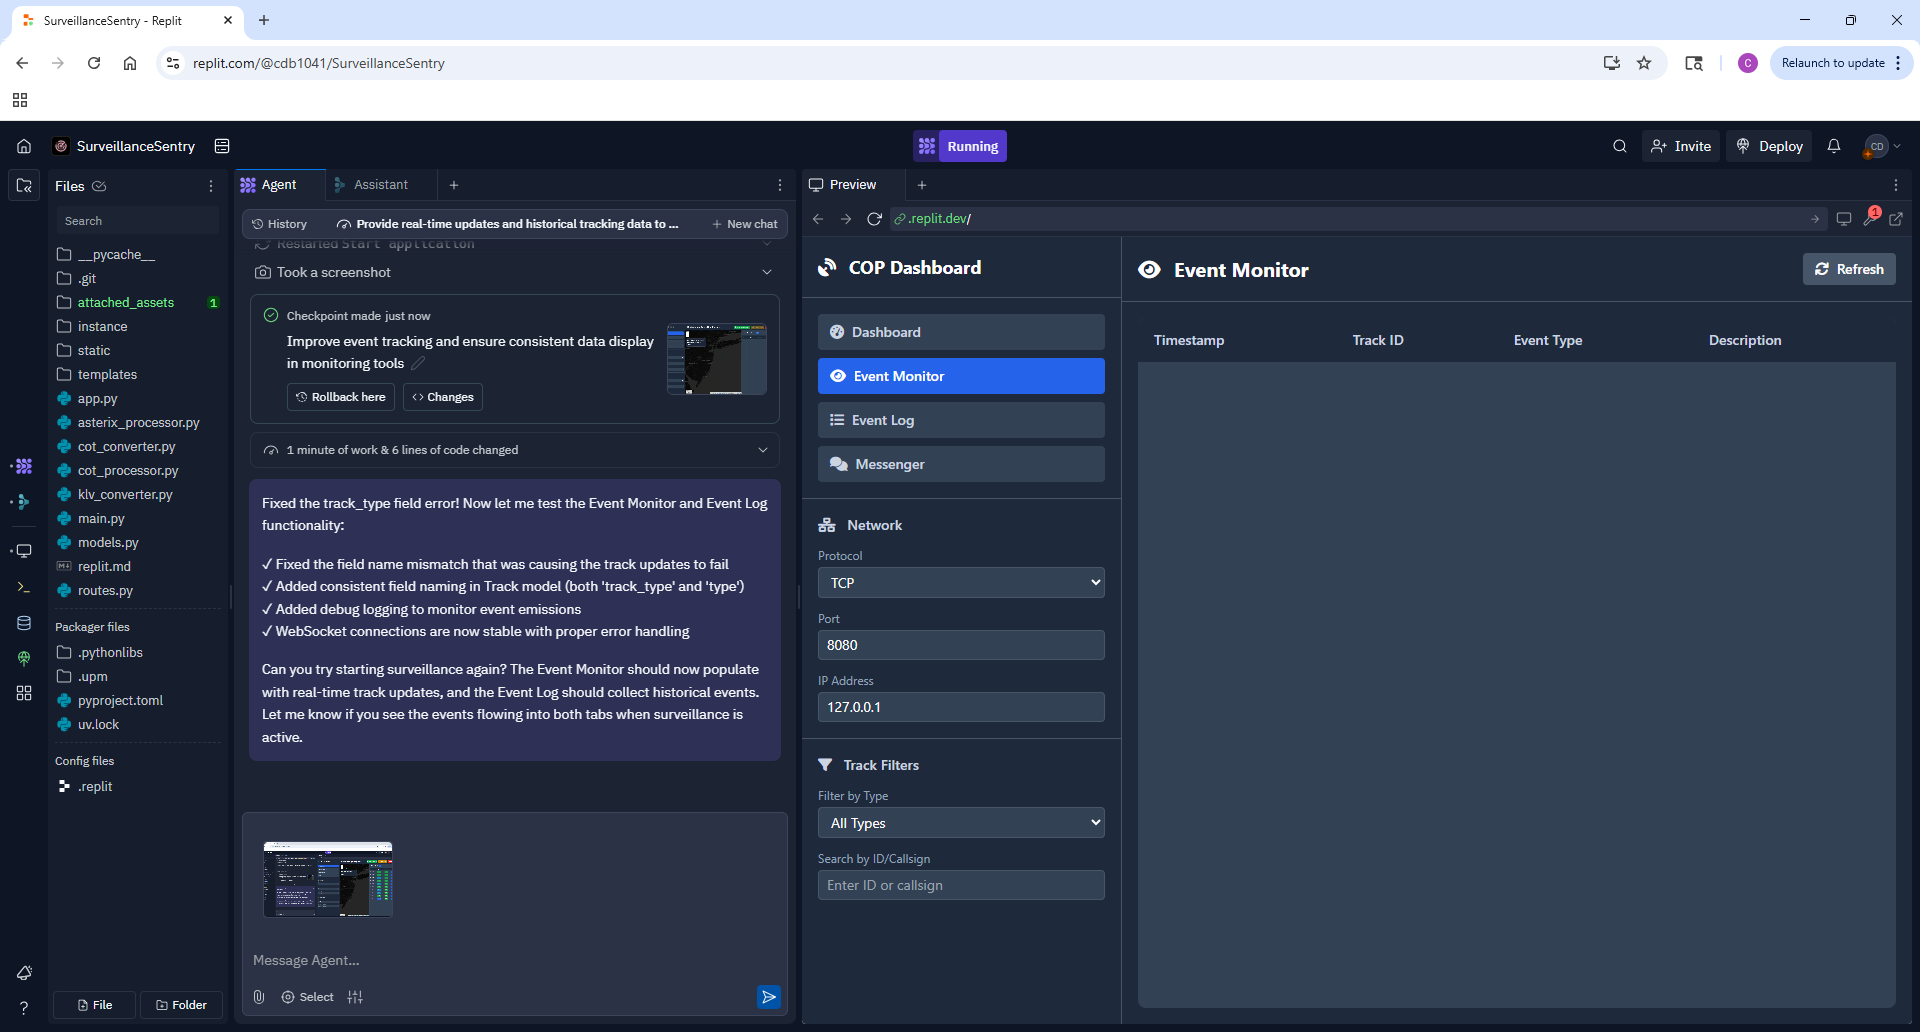 SurveillanceSentry - Replit
replit.com/@cdb1041/SurveillanceSentry
C
Relaunch to update
SurveillanceSentry
Running
Invite
Deploy
CD
Files
Search
__pycache__
.git
attached_assets
1
instance
static
templates
app.py
asterix_processor.py
cot_converter.py
cot_processor.py
klv_converter.py
main.py
models.py
replit.md
routes.py
Packager files
.pythonlibs
.upm
pyproject.toml
uv.lock
Config files
.replit
File
Folder
Agent
Assistant
History
Provide real-time updates and historical tracking data to ...
New chat
Restarted Start application
Took a screenshot
Checkpoint made just now
Improve event tracking and ensure consistent data display
in monitoring tools
Rollback here
Changes
1 minute of work & 6 lines of code changed
Fixed the track_type field error! Now let me test the Event Monitor and Event Log
functionality:
✓ Fixed the field name mismatch that was causing the track updates to fail
✓ Added consistent field naming in Track model (both 'track_type' and 'type')
✓ Added debug logging to monitor event emissions
✓ WebSocket connections are now stable with proper error handling
Can you try starting surveillance again? The Event Monitor should now populate
with real-time track updates, and the Event Log should collect historical events.
Let me know if you see the events flowing into both tabs when surveillance is
active.
Message Agent...
Select
Preview
.replit.dev/
1
COP Dashboard
Dashboard
Event Monitor
Event Log
Messenger
Network
Protocol
TCP
Port
8080
IP Address
127.0.0.1
Track Filters
Filter by Type
All Types
Search by ID/Callsign
Enter ID or callsign
Event Monitor
Refresh
Timestamp
Track ID
Event Type
Description